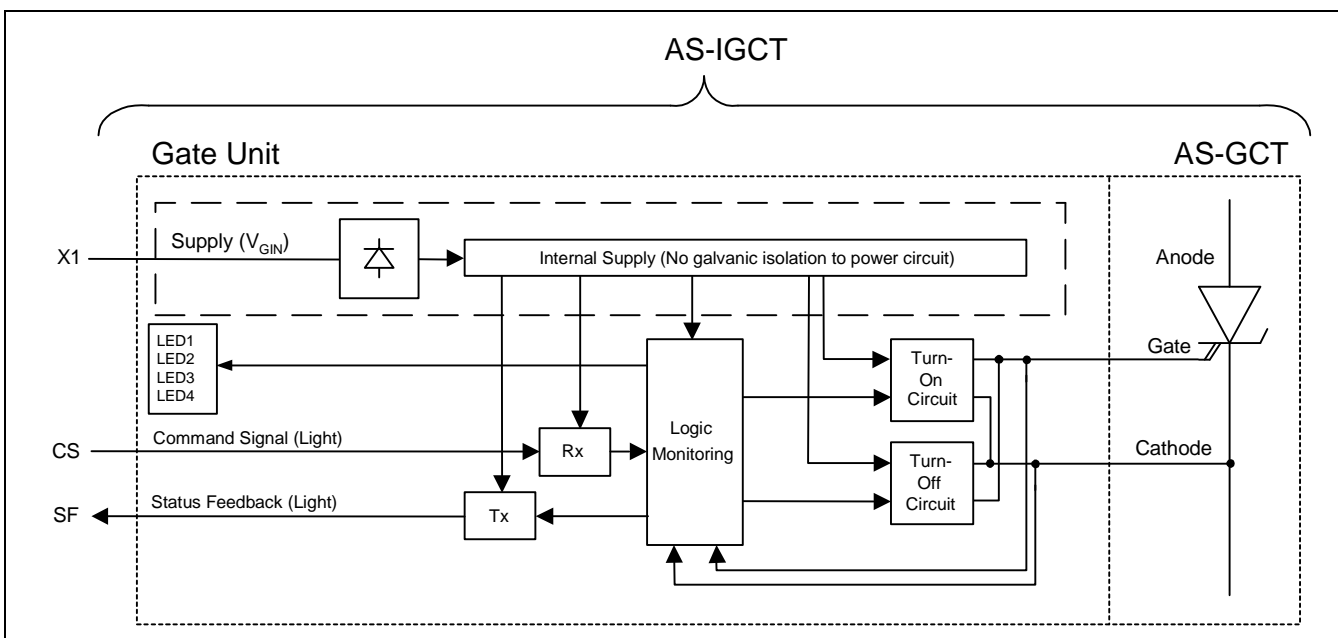 AS-IGCT
Gate Unit
AS-GCT
X1
Supply (VGIN)
Internal Supply (No galvanic isolation to power circuit)
Anode
LED1
LED2
LED3
LED4
Gate
Turn-
On
Circuit
CS
Command Signal (Light)
Rx
Logic
Monitoring
Cathode
Turn-
Off
Circuit
SF
Status Feedback (Light)
Tx